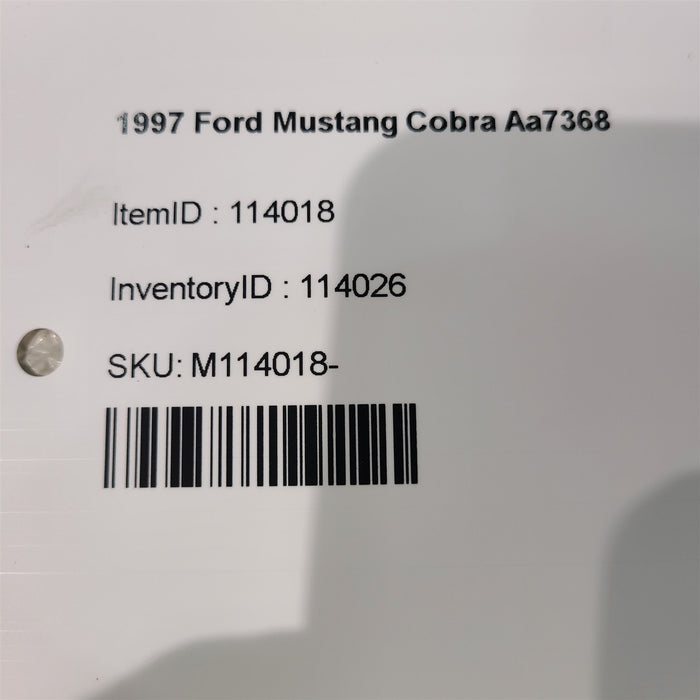 1997 Ford Mustang Cobra Aa7368
ItemID : 114018
InventoryID : 114026
SKU: M114018-